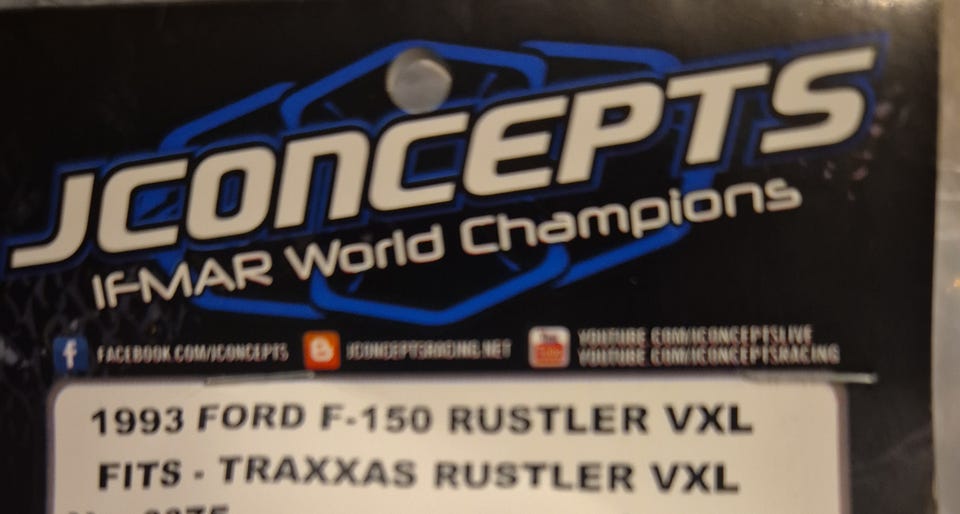 JCONCEPTS
IFMAR World Champions
FACEBOOK.COM/JCONCEPTS
JCONCEPTSRACING.NET
YOUTUBE.COM/JCONCEPTSLIVE
YOUTUBE.COM/JCONCEPTSRACING
1993 FORD F-150 RUSTLER VXL
FITS - TRAXXAS RUSTLER VXL